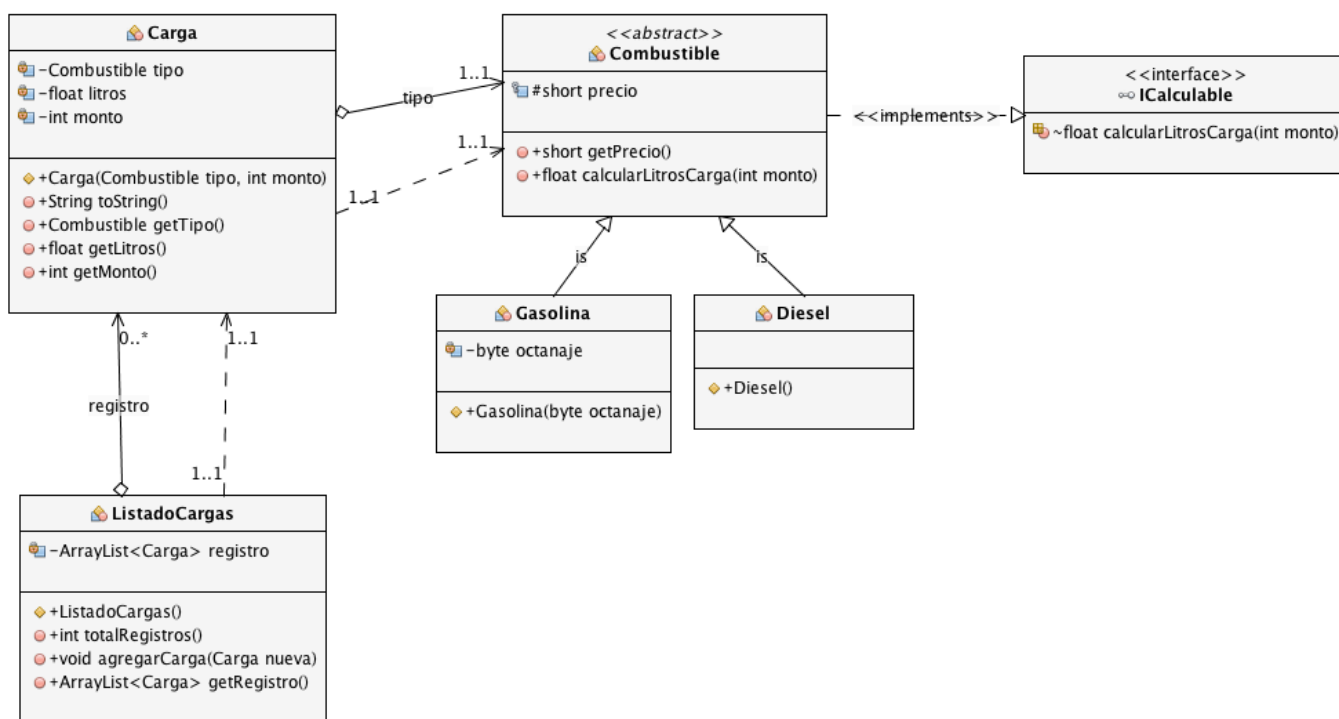 Carga
-Combustible tipo
-float litros
-int monto
+Carga(Combustible tipo, int monto)
+String toString()
+Combustible getTipo()
+float getLitros()
+int getMonto()
1..1
tipo
1..1
1..1
<<abstract>>
Combustible
#short precio
+short getPrecio()
+float calcularLitrosCarga(int monto)
<<implements>>
<<interface>>
ICalculable
~float calcularLitrosCarga(int monto)
is
is
Gasolina
-byte octanaje
+Gasolina(byte octanaje)
Diesel
+Diesel()
0..*
1..1
registro
1..1
ListadoCargas
-ArrayList<Carga> registro
+ListadoCargas()
+int totalRegistros()
+void agregarCarga(Carga nueva)
+ArrayList<Carga> getRegistro()